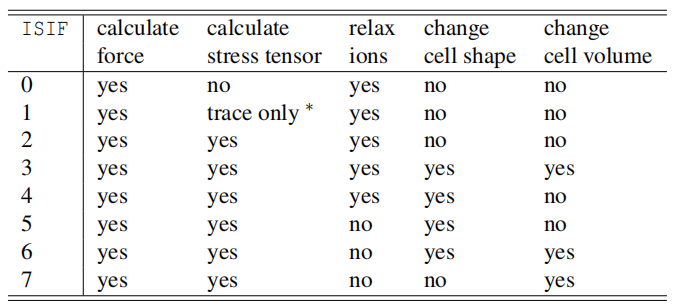 ISIF calculate calculate relax change change
force stress tensor ions cell shape cell volume
0 yes no yes no no
1 yes trace only * yes no no
2 yes yes yes no no
3 yes yes yes yes yes
4 yes yes yes yes no
5 yes yes no yes no
6 yes yes no yes yes
7 yes yes no no yes